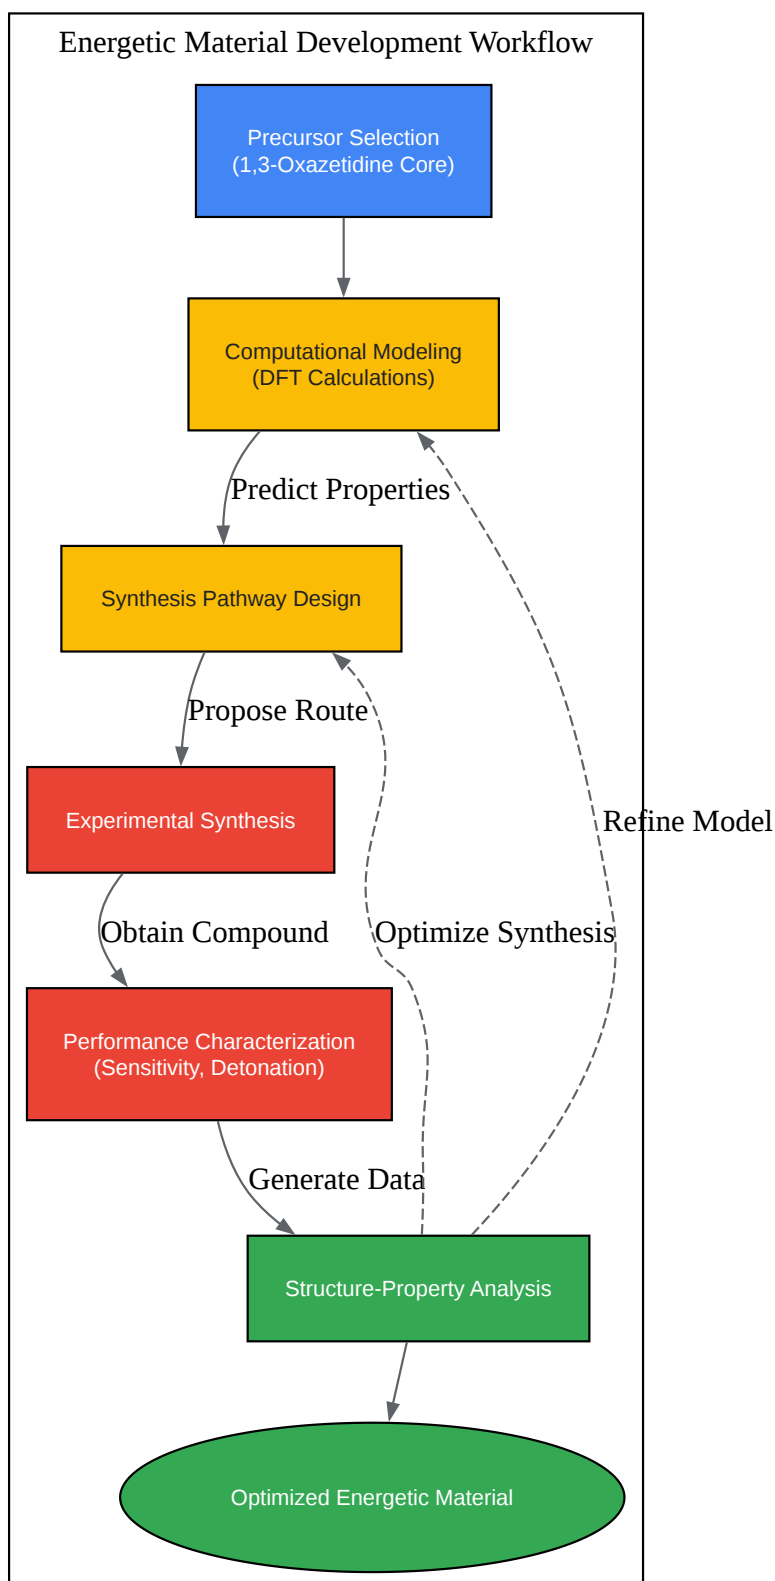 Energetic Material Development Workflow
Precursor Selection
(1,3-Oxazetidine Core)
Computational Modeling
(DFT Calculations)
Predict Properties
Synthesis Pathway Design
Propose Route
Experimental Synthesis
Refine Model
Obtain Compound
Optimize Synthesis
Performance Characterization
(Sensitivity, Detonation)
Generate Data
Structure-Property Analysis
Optimized Energetic Material